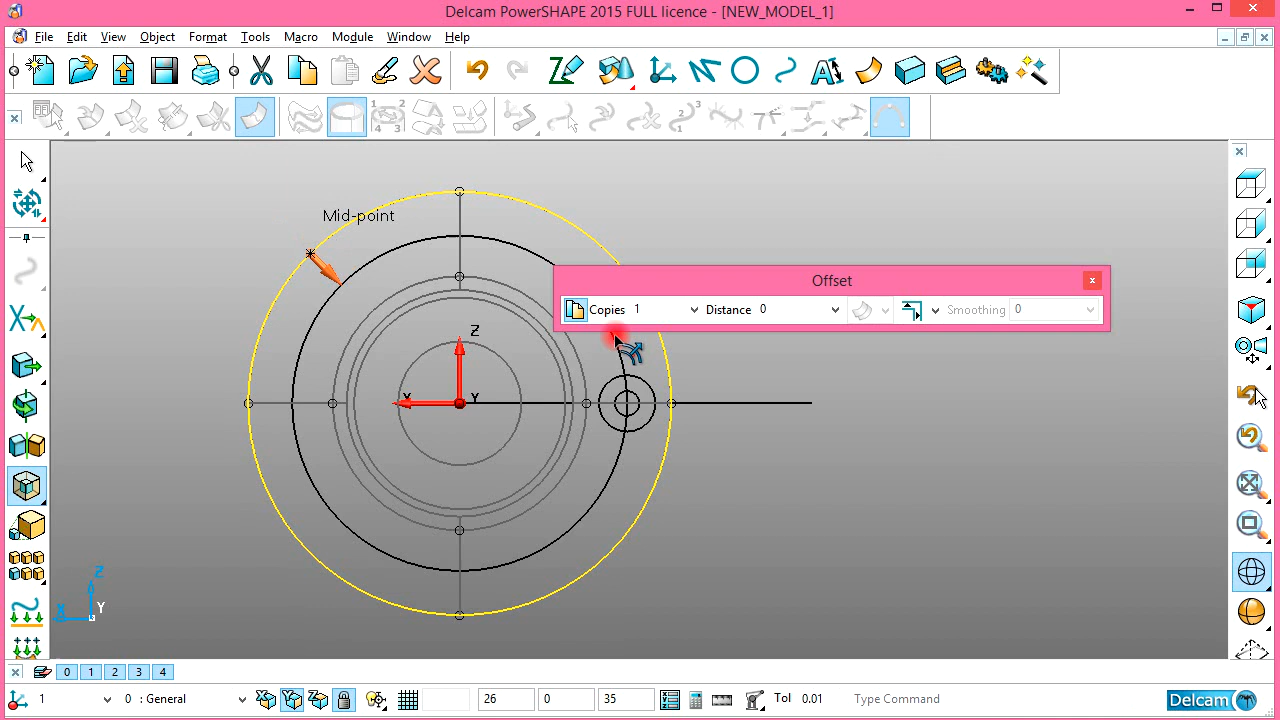 Delcam PowerSHAPE 2015 FULL licence - [NEW_MODEL_1]
File Edit View Object Format Tools Macro Module Window Help
Mid-point
Offset
Copies 1 Distance 0 Smoothing 0
Z
X Y
Z
X Y
0 1 2 3 4
1 0 : General 26 0 35 Tol 0.01 Type Command Delcam